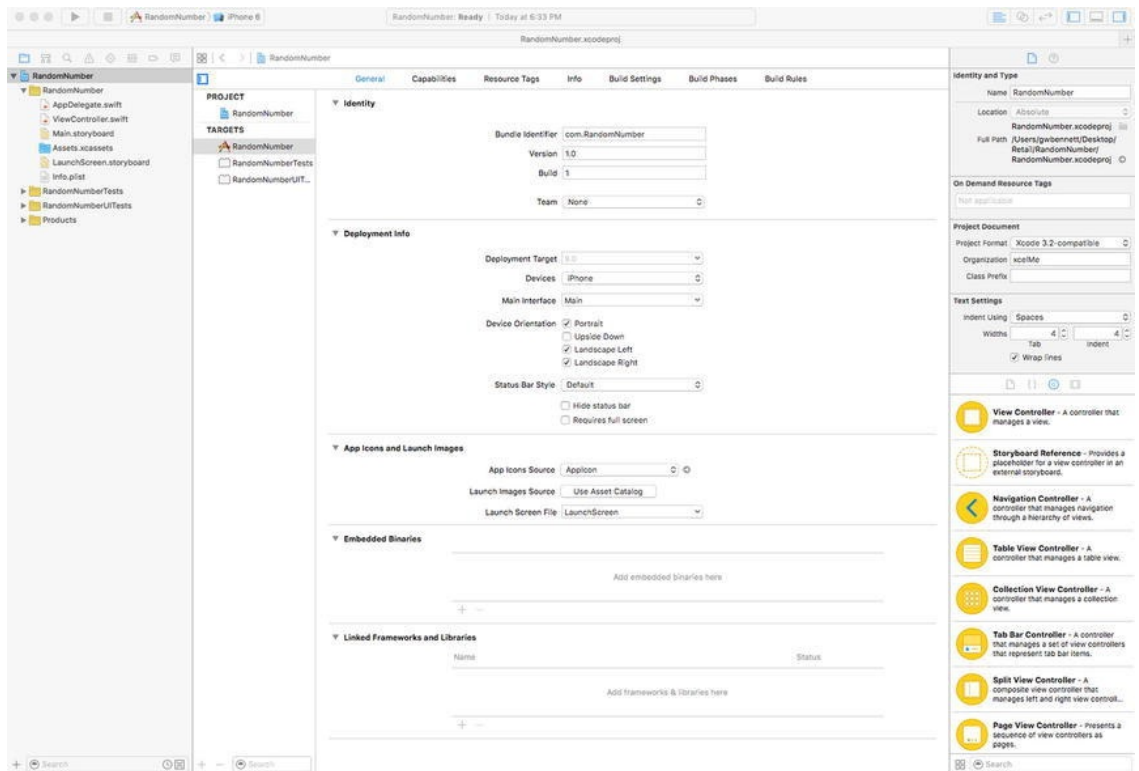 RandomNumber
iPhone 6
RandomNumber: Ready | Today at 6:33 PM
RandomNumber.xcodeproj
RandomNumber
RandomNumber
AppDelegate.swift
ViewController.swift
Main.storyboard
Assets.xcassets
LaunchScreen.storyboard
Info.plist
RandomNumberTests
RandomNumberUITests
Products
Search
RandomNumber
General Capabilities Resource Tags Info Build Settings Build Phases Build Rules
PROJECT
RandomNumber
TARGETS
RandomNumber
RandomNumberTests
RandomNumberUIT...
Search
Identity
Bundle Identifier com.RandomNumber
Version 1.0
Build 1
Team None
Deployment Info
Deployment Target 9.0
Devices iPhone
Main Interface Main
Device Orientation Portrait
Upside Down
Landscape Left
Landscape Right
Status Bar Style Default
Hide status bar
Requires full screen
App Icons and Launch Images
App Icons Source AppIcon
Launch Images Source Use Asset Catalog
Launch Screen File LaunchScreen
Embedded Binaries
Add embedded binaries here
Linked Frameworks and Libraries
Name Status
Add frameworks & libraries here
Identity and Type
Name RandomNumber
Location Absolute
RandomNumber.xcodeproj
Full Path /Users/gwbennett/Desktop/
Retail/RandomNumber/
RandomNumber.xcodeproj
On Demand Resource Tags
Not applicable
Project Document
Project Format Xcode 3.2-compatible
Organization xcelMe
Class Prefix
Text Settings
Indent Using Spaces
Widths 4 4
Tab Indent
Wrap lines
View Controller - A controller that
manages a view.
Storyboard Reference - Provides a
placeholder for a view controller in an
external storyboard.
Navigation Controller - A
controller that manages navigation
through a hierarchy of views.
Table View Controller - A
controller that manages a table view.
Collection View Controller - A
controller that manages a collection
view.
Tab Bar Controller - A controller
that manages a set of view controllers
that represent tab bar items.
Split View Controller - A
composite view controller that
manages left and right view controll...
Page View Controller - Presents a
sequence of view controllers as
pages.
Search